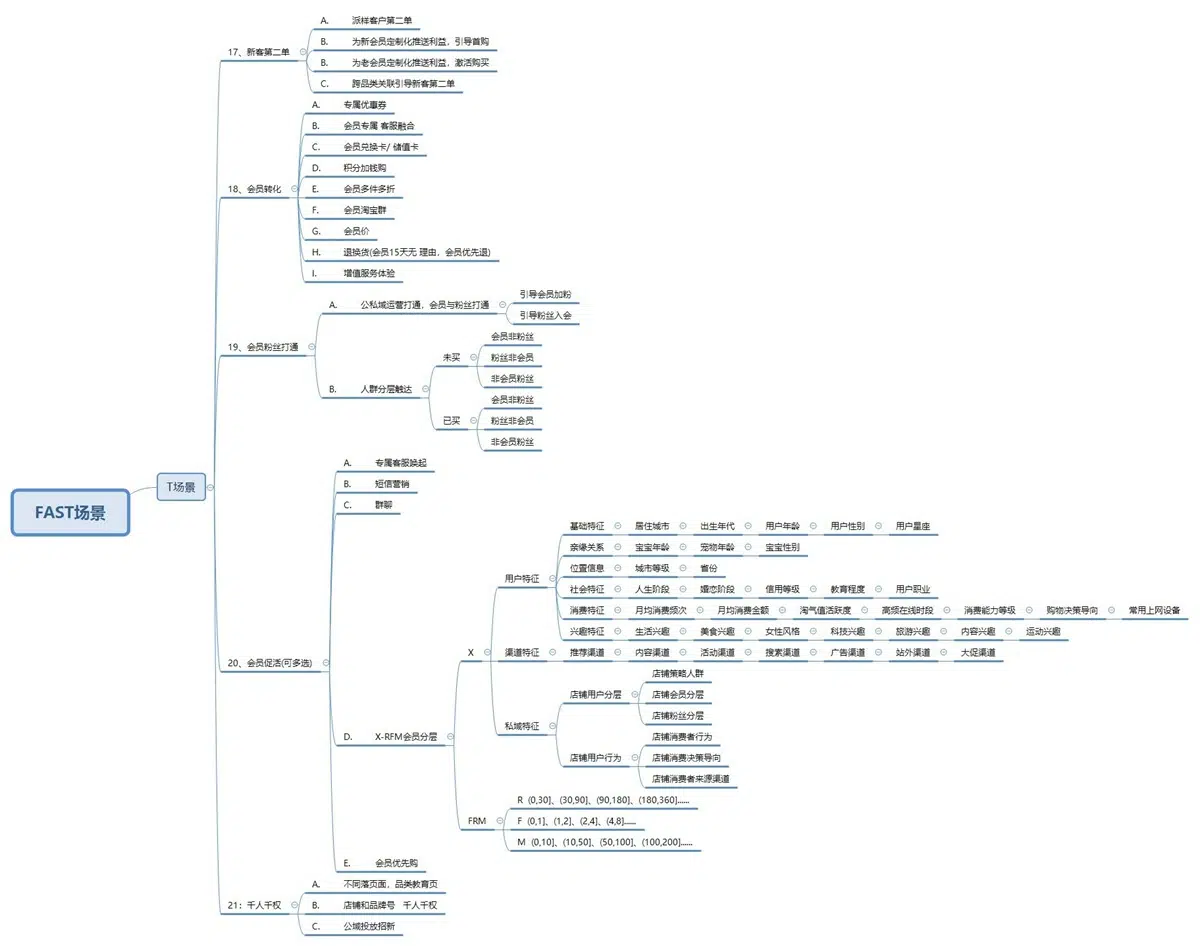 FAST场景
T场景
17、新客第二单
A. 派样客户第二单
B. 为新会员定制化推送利益，引导首购
B. 为老会员定制化推送利益，激活购买
C. 跨品类关联引导新客第二单
18、会员转化
A. 专属优惠券
B. 会员专属 客服融合
C. 会员兑换卡/ 储值卡
D. 积分加钱购
E. 会员多件多折
F. 会员淘宝群
G. 会员价
H. 退换货(会员15天无 理由，会员优先退)
I. 增值服务体验
19、会员粉丝打通
A. 公私域运营打通，会员与粉丝打通
引导会员加粉
引导粉丝入会
B. 人群分层触达
未买
会员非粉丝
粉丝非会员
非会员粉丝
已买
会员非粉丝
粉丝非会员
非会员粉丝
20、会员促活(可多选)
A. 专属客服唤起
B. 短信营销
C. 群聊
D. X-RFM会员分层
X
用户特征
基础特征 居住城市 出生年代 用户年龄 用户性别 用户星座
亲缘关系 宝宝年龄 宠物年龄 宝宝性别
位置信息 城市等级 省份
社会特征 人生阶段 婚恋阶段 信用等级 教育程度 用户职业
消费特征 月均消费频次 月均消费金额 淘气值活跃度 高频在线时段 消费能力等级 购物决策导向 常用上网设备
兴趣特征 生活兴趣 美食兴趣 女性风格 科技兴趣 旅游兴趣 内容兴趣 运动兴趣
渠道特征 推荐渠道 内容渠道 活动渠道 搜索渠道 广告渠道 站外渠道 大促渠道
私域特征
店铺用户分层
店铺策略人群
店铺会员分层
店铺粉丝分层
店铺用户行为
店铺消费者行为
店铺消费决策导向
店铺消费者来源渠道
FRM
R (0,30]、(30,90]、(90,180]、(180,360]......
F (0,1]、(1,2]、(2,4]、(4,8]......
M (0,10]、(10,50]、(50,100]、(100,200]......
E. 会员优先购
21：千人千权
A. 不同落页面，品类教育页
B. 店铺和品牌号 千人千权
C. 公域投放招新